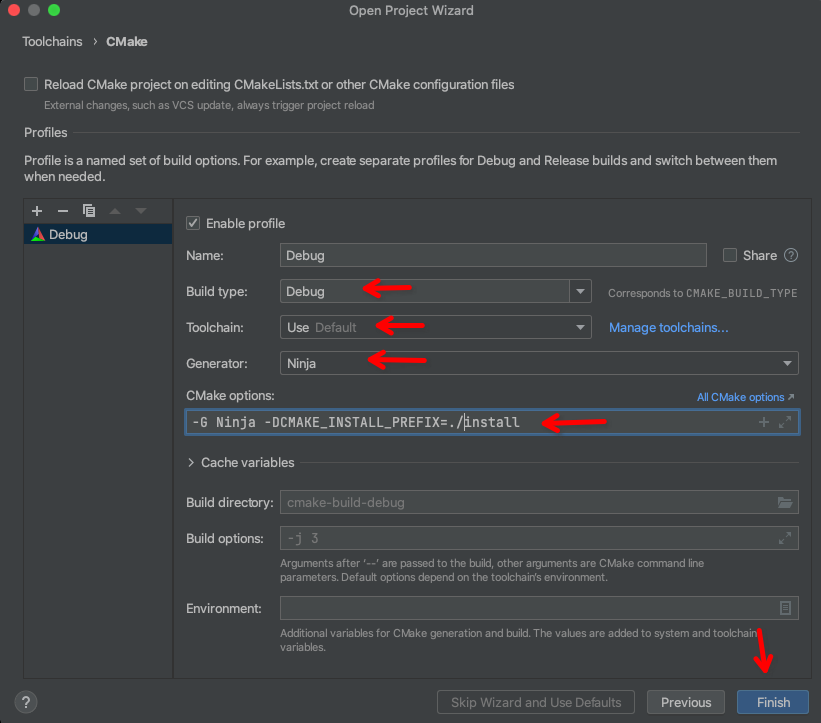 Open Project Wizard
Toolchains › CMake
Reload CMake project on editing CMakeLists.txt or other CMake configuration files
External changes, such as VCS update, always trigger project reload
Profiles
Profile is a named set of build options. For example, create separate profiles for Debug and Release builds and switch between them
when needed.
Debug
Enable profile
Name: Debug Share ?
Build type: Debug Corresponds to CMAKE_BUILD_TYPE
Toolchain: Use Default Manage toolchains...
Generator: Ninja
CMake options: All CMake options ↗
-G Ninja -DCMAKE_INSTALL_PREFIX=./install
Cache variables
Build directory: cmake-build-debug
Build options: -j 3
Arguments after ‘--’ are passed to the build, other arguments are CMake command line
parameters. Default options depend on the toolchain’s environment.
Environment:
Additional variables for CMake generation and build. The values are added to system and toolchain
variables.
? Skip Wizard and Use Defaults Previous Finish